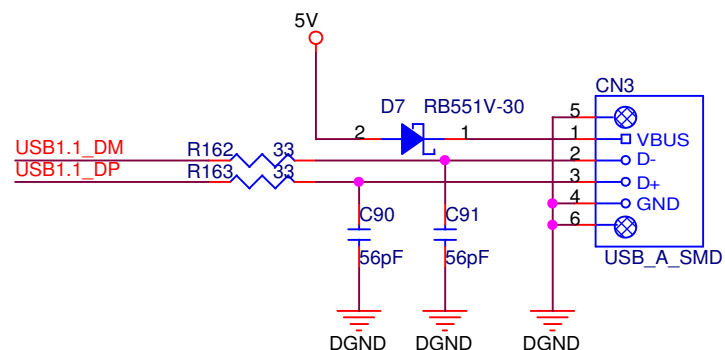 5V
CN3
D7 RB551V-30
5
2 1 1 VBUS
USB1.1_DM R162 33 2 D-
USB1.1_DP R163 33 3 D+
4 GND
C90 C91 6
56pF 56pF USB_A_SMD
DGND DGND DGND